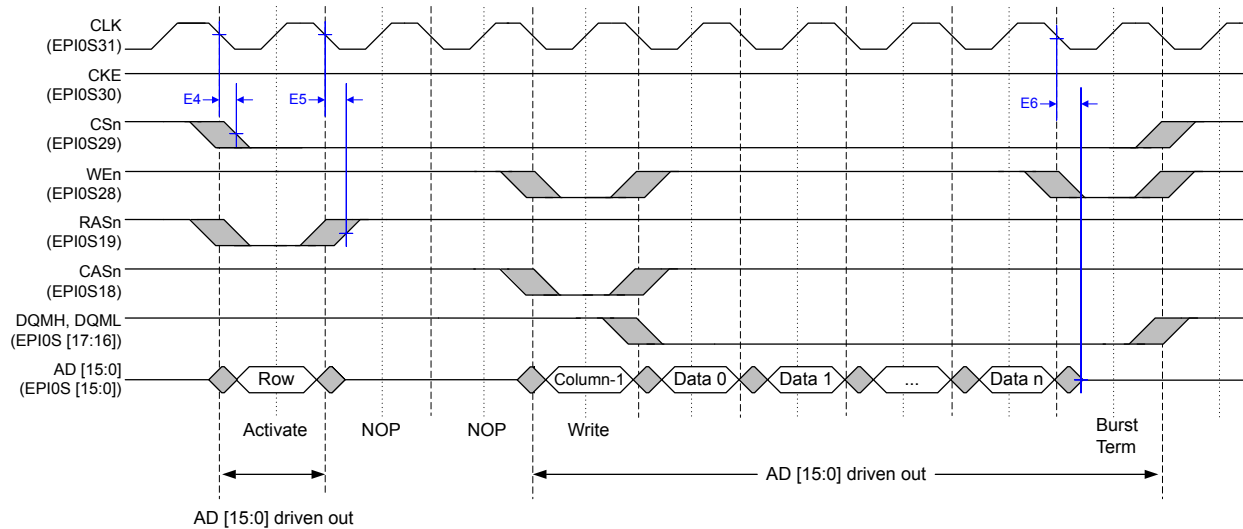 CLK
(EPI0S31)
CKE
(EPI0S30)
E4
E5
E6
CSn
(EPI0S29)
WEn
(EPI0S28)
RASn
(EPI0S19)
CASn
(EPI0S18)
DQMH, DQML
(EPI0S [17:16])
AD [15:0]
(EPI0S [15:0])
Row
Column-1
Data 0
Data 1
...
Data n
Activate
NOP
NOP
Write
Burst
Term
AD [15:0] driven out
AD [15:0] driven out